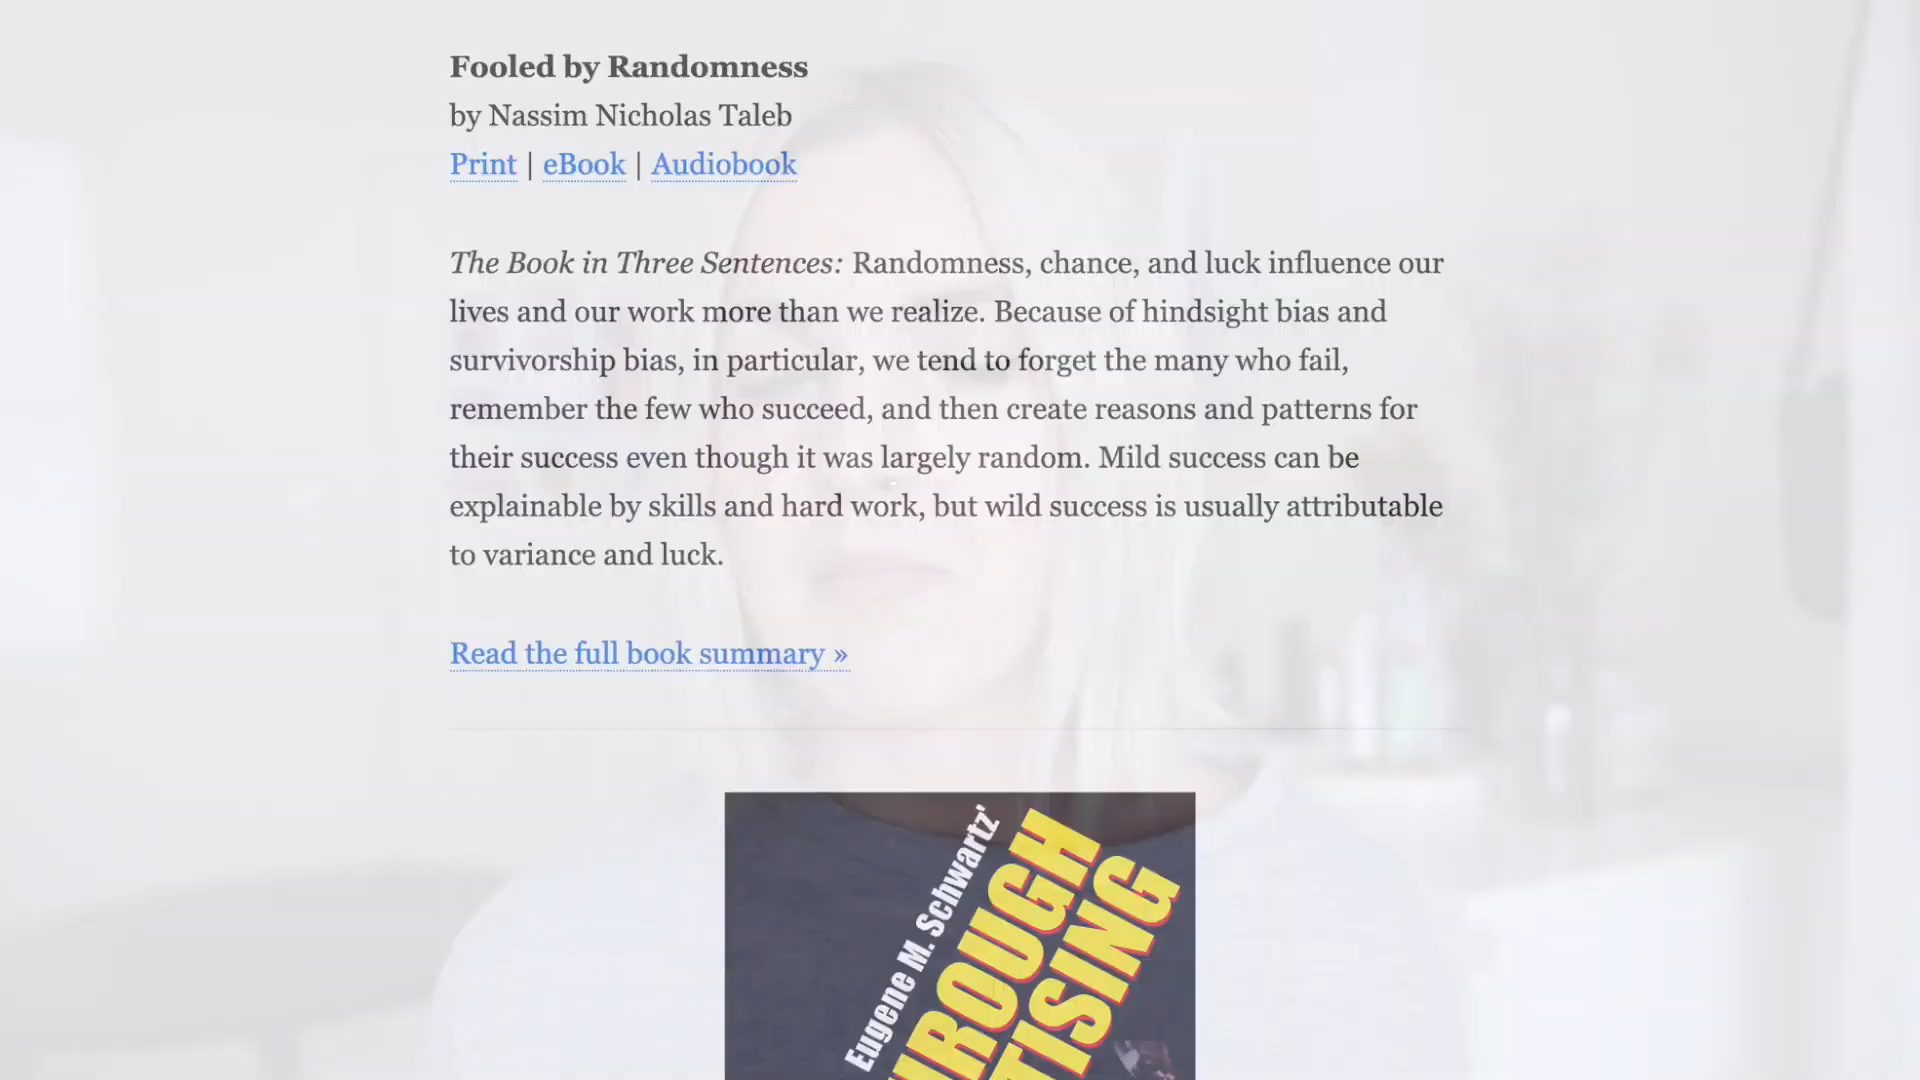 Fooled by Randomness
by Nassim Nicholas Taleb
Print | eBook | Audiobook
The Book in Three Sentences: Randomness, chance, and luck influence our
lives and our work more than we realize. Because of hindsight bias and
survivorship bias, in particular, we tend to forget the many who fail,
remember the few who succeed, and then create reasons and patterns for
their success even though it was largely random. Mild success can be
explainable by skills and hard work, but wild success is usually attributable
to variance and luck.
Read the full book summary »
Eugene M. Schwartz'